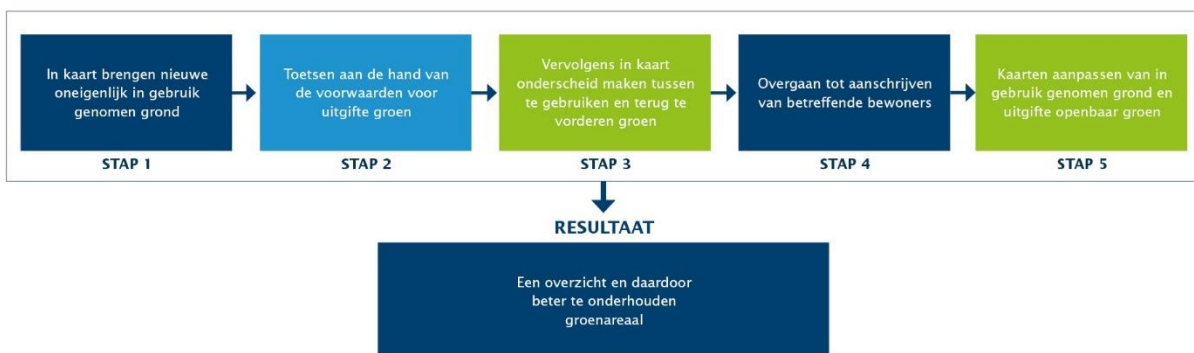 In kaart brengen nieuwe
oneigenlijk in gebruik
genomen grond
STAP 1
Toetsen aan de hand van
de voorwaarden voor
uitgifte groen
STAP 2
Vervolgens in kaart
onderscheid maken tussen
te gebruiken en terug te
vorderen groen
STAP 3
Overgaan tot aanschrijven
van betreffende bewoners
STAP 4
Kaarten aanpassen van in
gebruik genomen grond en
uitgifte openbaar groen
STAP 5
RESULTAAT
Een overzicht en daardoor
beter te onderhouden
groenareaal